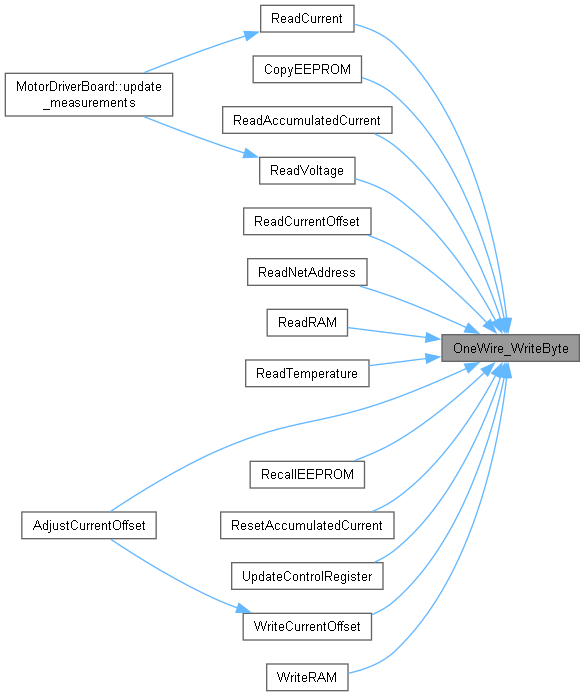 ReadCurrent
CopyEEPROM
MotorDriverBoard::update
_measurements
ReadAccumulatedCurrent
ReadVoltage
ReadCurrentOffset
ReadNetAddress
ReadRAM
OneWire_WriteByte
ReadTemperature
RecallEEPROM
AdjustCurrentOffset
ResetAccumulatedCurrent
UpdateControlRegister
WriteCurrentOffset
WriteRAM